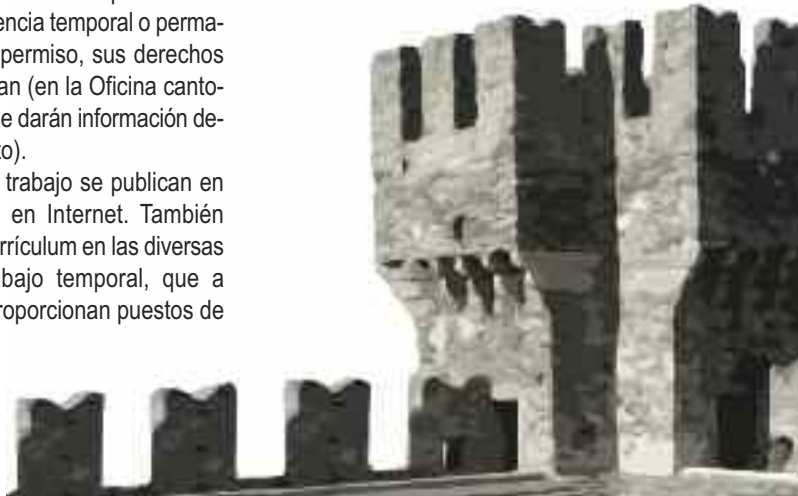 encia temporal o perma-
permiso, sus derechos
an (en la Oficina canto-
e darán información de-
to).
trabajo se publican en
en Internet. También
rrículum en las diversas
bajo temporal, que a
roporcionan puestos de